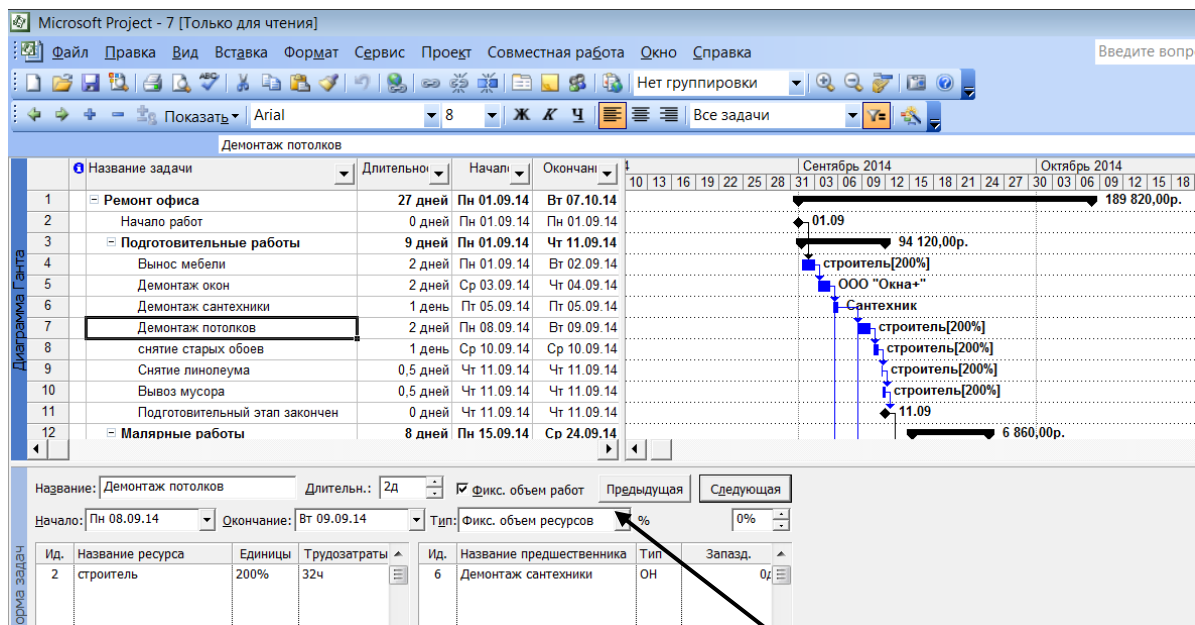 Microsoft Project - 7 [Только для чтения]
Файл Правка Вид Вставка Формат Сервис Проект Совместная работа Окно Справка Введите вопр
Нет группировки
Показать Arial 8 Ж К Ч Все задачи
Демонтаж потолков
Название задачи Длительнос Начало Окончани Сентябрь 2014 Октябрь 2014
10 13 16 19 22 25 28 31 03 06 09 12 15 18 21 24 27 30 03 06 09 12 15 18
1 Ремонт офиса 27 дней Пн 01.09.14 Вт 07.10.14 189 820,00р.
2 Начало работ 0 дней Пн 01.09.14 Пн 01.09.14 01.09
3 Подготовительные работы 9 дней Пн 01.09.14 Чт 11.09.14 94 120,00р.
4 Вынос мебели 2 дней Пн 01.09.14 Вт 02.09.14 строитель[200%]
5 Демонтаж окон 2 дней Ср 03.09.14 Чт 04.09.14 ООО "Окна+"
6 Демонтаж сантехники 1 день Пт 05.09.14 Пт 05.09.14 Сантехник
7 Демонтаж потолков 2 дней Пн 08.09.14 Вт 09.09.14 строитель[200%]
8 снятие старых обоев 1 день Ср 10.09.14 Ср 10.09.14 строитель[200%]
9 Снятие линолеума 0,5 дней Чт 11.09.14 Чт 11.09.14 строитель[200%]
10 Вывоз мусора 0,5 дней Чт 11.09.14 Чт 11.09.14 строитель[200%]
11 Подготовительный этап закончен 0 дней Чт 11.09.14 Чт 11.09.14 11.09
12 Малярные работы 8 дней Пн 15.09.14 Ср 24.09.14 6 860,00р.
Диаграмма Ганта
Название: Демонтаж потолков Длительн.: 2д Фикс. объем работ Предыдущая Следующая
Начало: Пн 08.09.14 Окончание: Вт 09.09.14 Тип: Фикс. объем ресурсов % 0%
Ид. Название ресурса Единицы Трудозатраты Ид. Название предшественника Тип Запазд.
2 строитель 200% 32ч 6 Демонтаж сантехники ОН 0д
орма задач